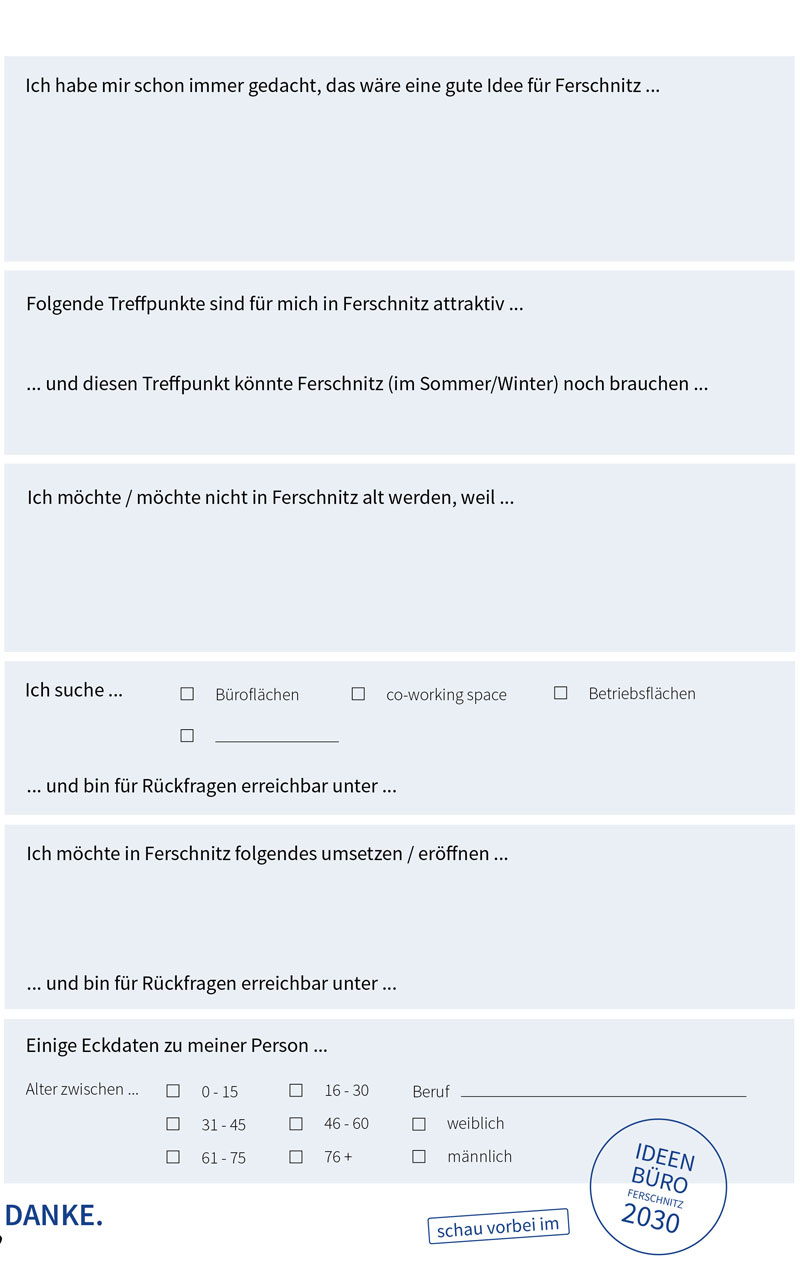 Ich habe mir schon immer gedacht, das wäre eine gute Idee für Ferschnitz ...
Folgende Treffpunkte sind für mich in Ferschnitz attraktiv ...
... und diesen Treffpunkt könnte Ferschnitz (im Sommer/Winter) noch brauchen ...
Ich möchte / möchte nicht in Ferschnitz alt werden, weil ...
Ich suche ... ☐ Büroflächen ☐ co-working space ☐ Betriebsflächen
☐ ______________
... und bin für Rückfragen erreichbar unter ...
Ich möchte in Ferschnitz folgendes umsetzen / eröffnen ...
... und bin für Rückfragen erreichbar unter ...
Einige Eckdaten zu meiner Person ...
Alter zwischen ... ☐ 0 - 15 ☐ 16 - 30 Beruf ______________
☐ 31 - 45 ☐ 46 - 60 ☐ weiblich
☐ 61 - 75 ☐ 76 + ☐ männlich
DANKE.
schau vorbei im
IDEEN
BÜRO
FERSCHNITZ
2030